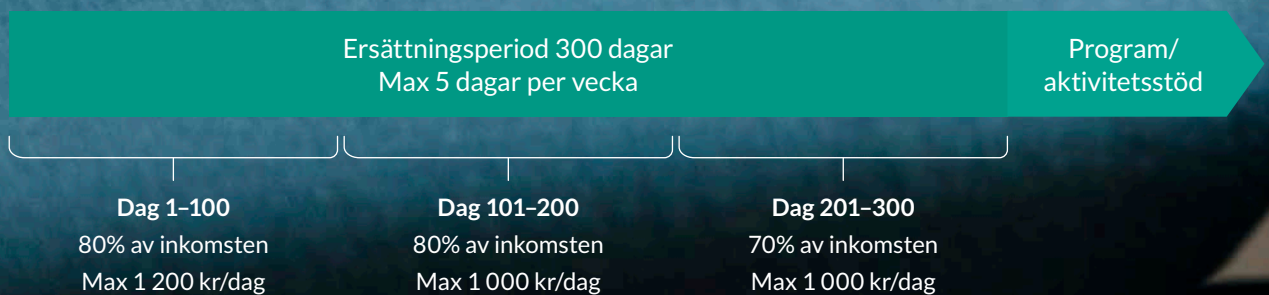 Ersättningsperiod 300 dagar
Max 5 dagar per vecka
Program/
aktivitetsstöd
Dag 1–100
80% av inkomsten
Max 1 200 kr/dag
Dag 101–200
80% av inkomsten
Max 1 000 kr/dag
Dag 201–300
70% av inkomsten
Max 1 000 kr/dag